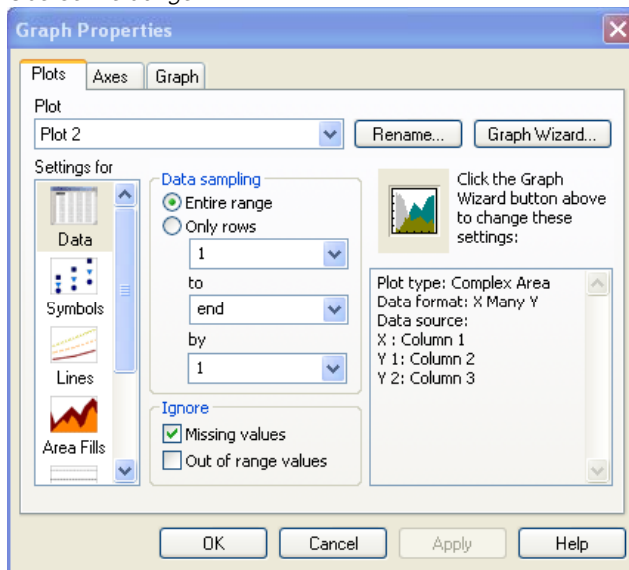 Graph Properties
Plots Axes Graph
Plot
Plot 2
Rename... Graph Wizard...
Settings for
Data
Symbols
Lines
Area Fills
Data sampling
Entire range
Only rows
1
to
end
by
1
Ignore
Missing values
Out of range values
Click the Graph
Wizard button above
to change these
settings:
Plot type: Complex Area
Data format: X Many Y
Data source:
X : Column 1
Y 1: Column 2
Y 2: Column 3
OK Cancel Apply Help